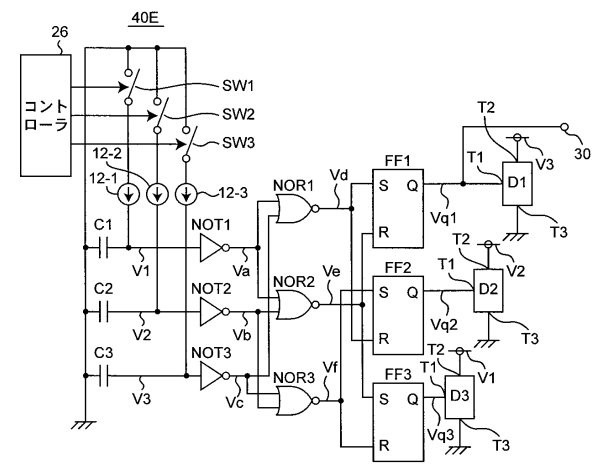 40E
26
コント
ローラ
SW1
SW2
SW3
12-2
12-1
12-3
C1
V1
NOT1
Va
C2
V2
NOT2
Vb
C3
V3
NOT3
Vc
NOR1
Vd
NOR2
Ve
NOR3
Vf
FF1
S
Q
R
Vq1
FF2
S
Q
R
Vq2
FF3
S
Q
R
Vq3
T2
T1
V3
30
D1
T3
T2
T1
V2
D2
T3
T2
T1
V1
D3
T3